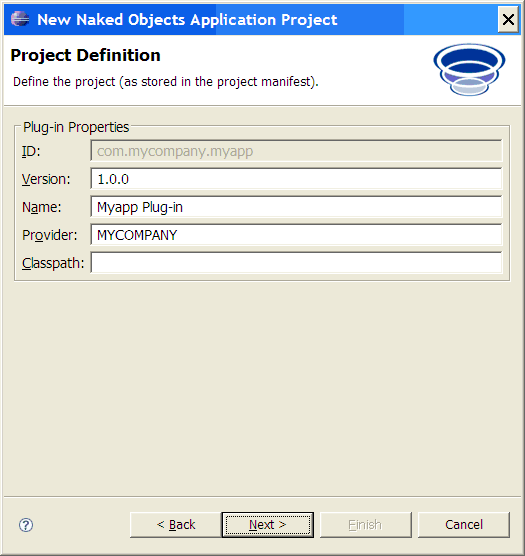 New Naked Objects Application Project
Project Definition
Define the project (as stored in the project manifest).
Plug-in Properties
ID: com.mycompany.myapp
Version: 1.0.0
Name: Myapp Plug-in
Provider: MYCOMPANY
Classpath:
? < Back Next > Finish Cancel